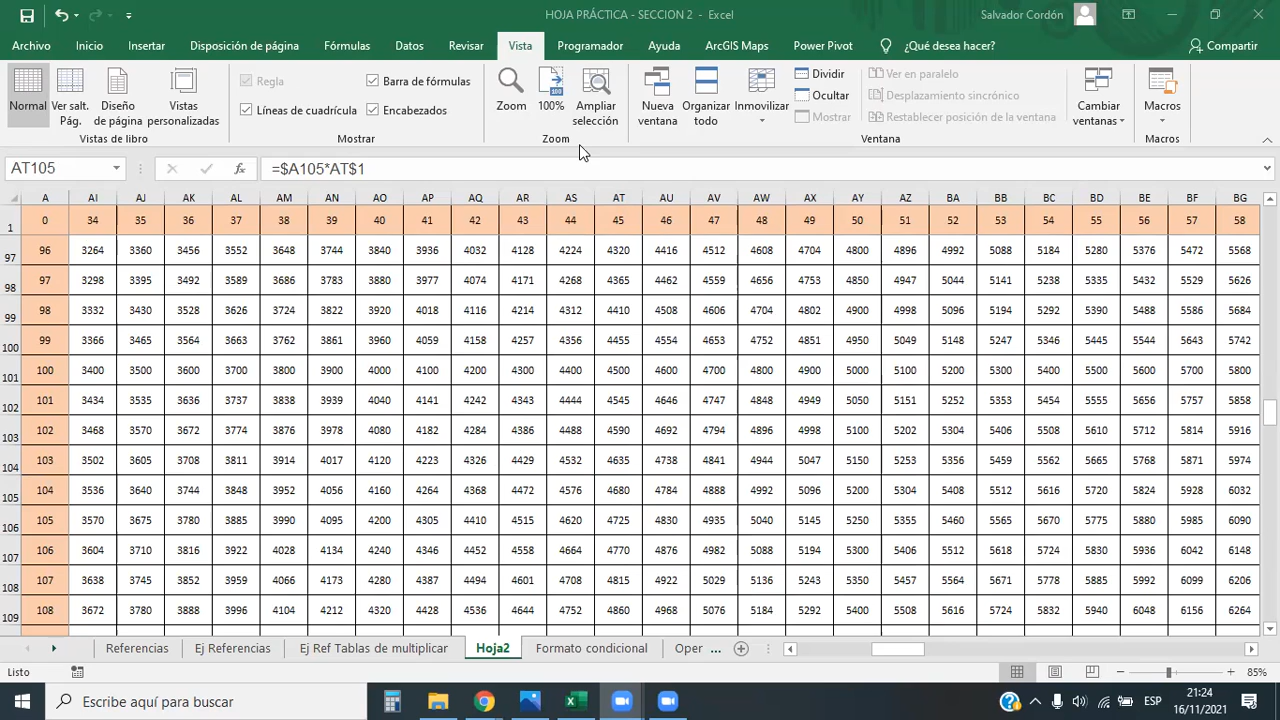 HOJA PRÁCTICA - SECCION 2 - Excel
Salvador Cordón
Archivo Inicio Insertar Disposición de página Fórmulas Datos Revisar Vista Programador Ayuda ArcGIS Maps Power Pivot ¿Qué desea hacer? Compartir
Normal
Ver salt. Pág.
Diseño de página
Vistas personalizadas
Vistas de libro
Regla
Barra de fórmulas
Líneas de cuadrícula
Encabezados
Mostrar
Zoom
100
100%
Ampliar selección
Zoom
Nueva ventana
Organizar todo
Inmovilizar
Dividir
Ocultar
Mostrar
Ver en paralelo
Desplazamiento sincrónico
Restablecer posición de la ventana
Cambiar ventanas
Ventana
Macros
Macros
AT105 fx =$A105*AT$1
A AI AJ AK AL AM AN AO AP AQ AR AS AT AU AV AW AX AY AZ BA BB BC BD BE BF BG
1 0 34 35 36 37 38 39 40 41 42 43 44 45 46 47 48 49 50 51 52 53 54 55 56 57 58
97 96 3264 3360 3456 3552 3648 3744 3840 3936 4032 4128 4224 4320 4416 4512 4608 4704 4800 4896 4992 5088 5184 5280 5376 5472 5568
98 97 3298 3395 3492 3589 3686 3783 3880 3977 4074 4171 4268 4365 4462 4559 4656 4753 4850 4947 5044 5141 5238 5335 5432 5529 5626
99 98 3332 3430 3528 3626 3724 3822 3920 4018 4116 4214 4312 4410 4508 4606 4704 4802 4900 4998 5096 5194 5292 5390 5488 5586 5684
100 99 3366 3465 3564 3663 3762 3861 3960 4059 4158 4257 4356 4455 4554 4653 4752 4851 4950 5049 5148 5247 5346 5445 5544 5643 5742
101 100 3400 3500 3600 3700 3800 3900 4000 4100 4200 4300 4400 4500 4600 4700 4800 4900 5000 5100 5200 5300 5400 5500 5600 5700 5800
102 101 3434 3535 3636 3737 3838 3939 4040 4141 4242 4343 4444 4545 4646 4747 4848 4949 5050 5151 5252 5353 5454 5555 5656 5757 5858
103 102 3468 3570 3672 3774 3876 3978 4080 4182 4284 4386 4488 4590 4692 4794 4896 4998 5100 5202 5304 5406 5508 5610 5712 5814 5916
104 103 3502 3605 3708 3811 3914 4017 4120 4223 4326 4429 4532 4635 4738 4841 4944 5047 5150 5253 5356 5459 5562 5665 5768 5871 5974
105 104 3536 3640 3744 3848 3952 4056 4160 4264 4368 4472 4576 4680 4784 4888 4992 5096 5200 5304 5408 5512 5616 5720 5824 5928 6032
106 105 3570 3675 3780 3885 3990 4095 4200 4305 4410 4515 4620 4725 4830 4935 5040 5145 5250 5355 5460 5565 5670 5775 5880 5985 6090
107 106 3604 3710 3816 3922 4028 4134 4240 4346 4452 4558 4664 4770 4876 4982 5088 5194 5300 5406 5512 5618 5724 5830 5936 6042 6148
108 107 3638 3745 3852 3959 4066 4173 4280 4387 4494 4601 4708 4815 4922 5029 5136 5243 5350 5457 5564 5671 5778 5885 5992 6099 6206
109 108 3672 3780 3888 3996 4104 4212 4320 4428 4536 4644 4752 4860 4968 5076 5184 5292 5400 5508 5616 5724 5832 5940 6048 6156 6264
Referencias Ej Referencias Ej Ref Tablas de multiplicar Hoja2 Formato condicional Oper ...
Listo 85%
Escribe aquí para buscar
ESP
21:24
16/11/2021